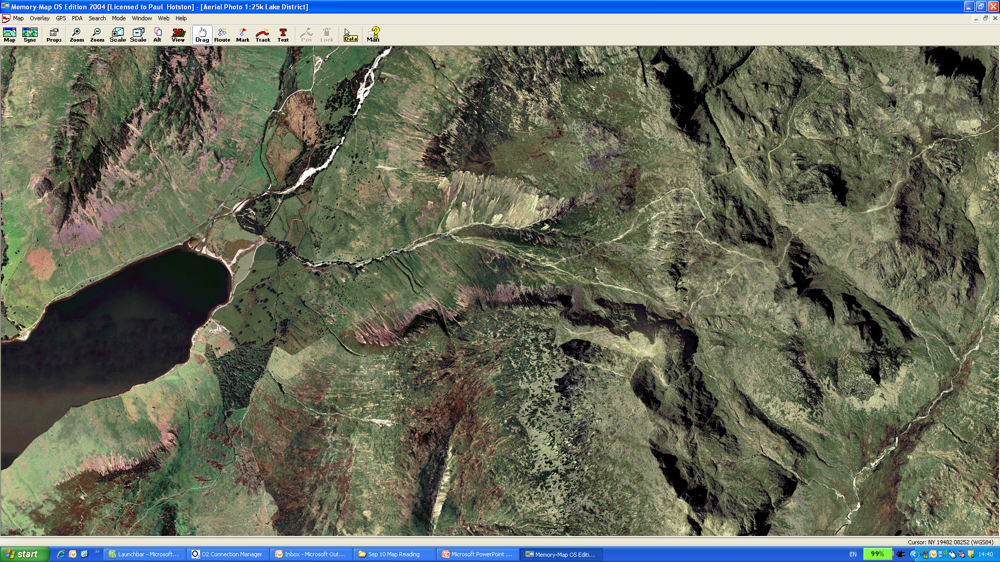 Memory-Map OS Edition 2004 [Licensed to Paul Hotston] - [Aerial Photo 1:25k Lake District]
Map Overlay GPS PDA Search Mode Window Web Help
Map Sync Props Zoom Zoom Scale Scale Alt 3D View Drag Route Mark Track Text Pos Lock Data Man
Cursor: NY 19482 08252 (WGS84)
start Launchbar - Microsoft... O2 Connection Manager Inbox - Microsoft Out... Sep 10 Map Reading Microsoft PowerPoint ... Memory-Map OS Editi... EN 99% 14:40